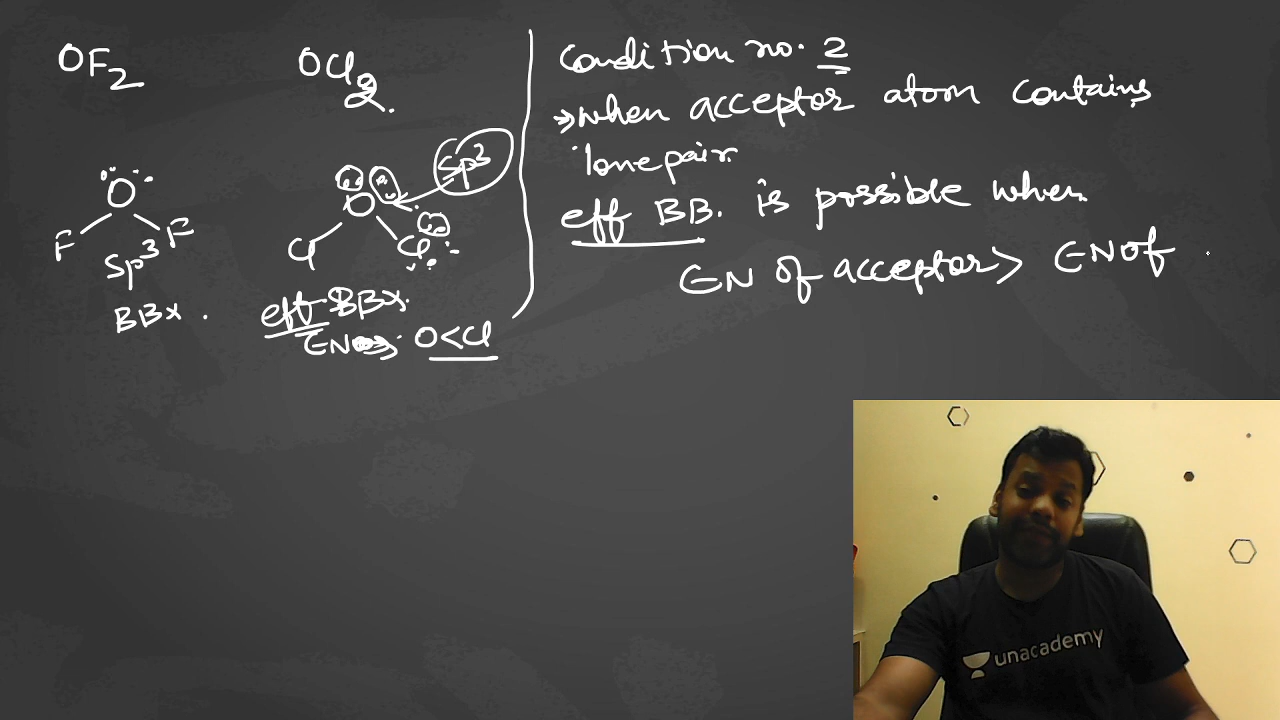 OF2
OCl2
O
F F
Sp3
BBx.
Sp3
O
Cl Cl
eff BBx.
EN O<Cl
Condition no. 2
→ when acceptor atom contains
lonepair.
eff BB. is possible when
EN of acceptor > EN of
unacademy